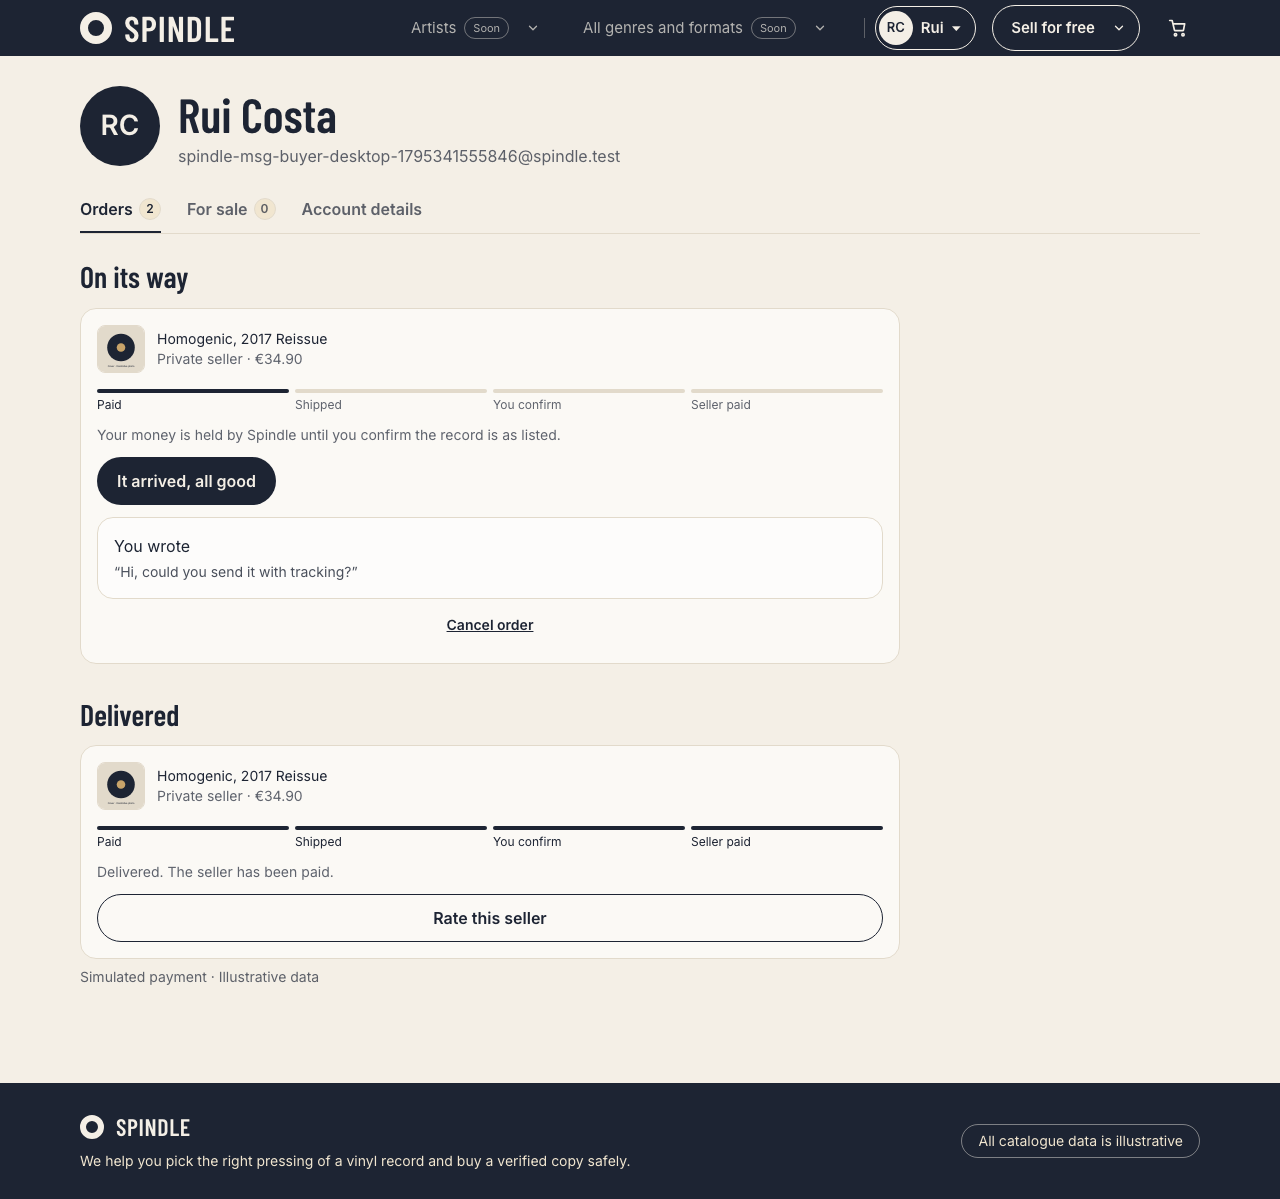 SPINDLE
Artists Soon
All genres and formats Soon
RC Rui
Sell for free
RC
Rui Costa
spindle-msg-buyer-desktop-1795341555846@spindle.test
Orders 2
For sale 0
Account details
On its way
Homogenic, 2017 Reissue
Private seller · €34.90
Paid
Shipped
You confirm
Seller paid
Your money is held by Spindle until you confirm the record is as listed.
It arrived, all good
You wrote
“Hi, could you send it with tracking?”
Cancel order
Delivered
Homogenic, 2017 Reissue
Private seller · €34.90
Paid
Shipped
You confirm
Seller paid
Delivered. The seller has been paid.
Rate this seller
Simulated payment · Illustrative data
SPINDLE
We help you pick the right pressing of a vinyl record and buy a verified copy safely.
All catalogue data is illustrative